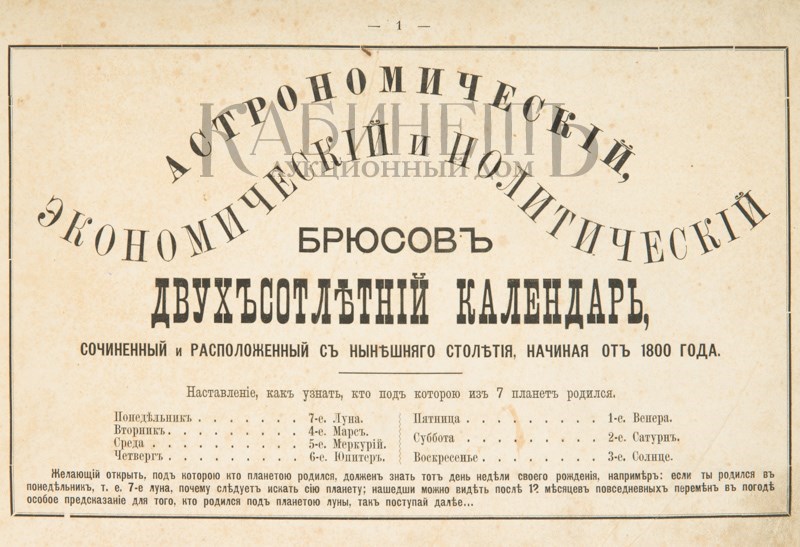 — 1 —
АСТРОНОМИЧЕСКІЙ,
КАБИНЕТЪ
АУКЦИОННЫЙ ДОМ
ЭКОНОМИЧЕСКІЙ И ПОЛИТИЧЕСКІЙ
БРЮСОВЪ
ДВУХЪСОТЛѢТНІЙ КАЛЕНДАРЬ,
СОЧИНЕННЫЙ и РАСПОЛОЖЕННЫЙ СЪ НЫНѢШНЯГО СТОЛѢТІЯ, НАЧИНАЯ ОТЪ 1800 ГОДА.
Наставленіе, какъ узнать, кто подъ которою изъ 7 планетъ родился.
Понедѣльникъ . . . . . . . 7-е. Луна.
Вторникъ . . . . . . . . 4-е. Марсъ.
Среда . . . . . . . . . 5-е. Меркурій.
Четвергъ . . . . . . . . 6-е. Юпитеръ.
Пятница . . . . . . . . . 1-е. Венера.
Суббота . . . . . . . . . 2-е. Сатурнъ.
Воскресенье . . . . . . . . 3-е. Солнце.
Желающій открыть, подъ которою кто планетою родился, долженъ знать тотъ день недѣли своего рожденія, напримѣръ: если ты родился въ
понедѣльникъ, т. е. 7-е луна, почему слѣдуетъ искать сію планету; нашедши можно видѣть послѣ 12 мѣсяцевъ повседневныхъ перемѣнъ въ погодѣ
особое предсказаніе для того, кто родился подъ планетою луны, такъ поступай далѣе...